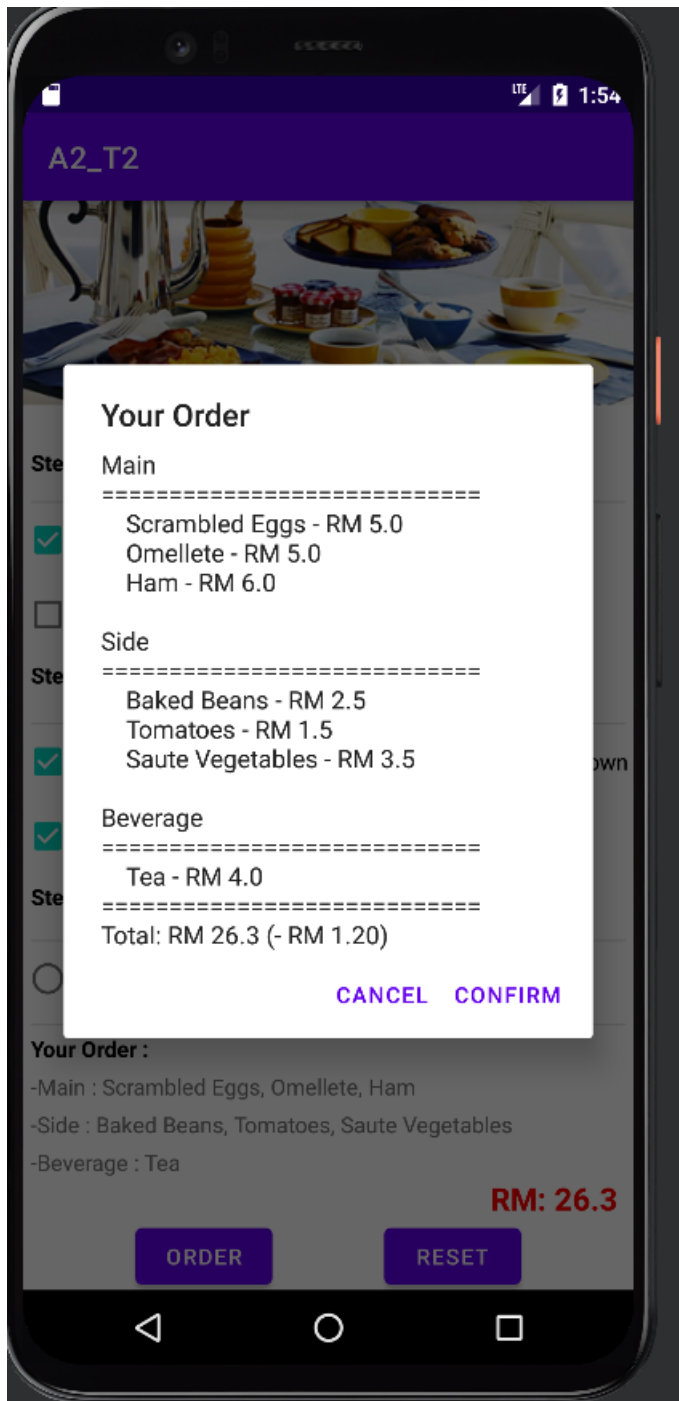 LTE 1:54
A2_T2
Your Order
Ste
Main
============================
Scrambled Eggs - RM 5.0
Omellete - RM 5.0
Ham - RM 6.0
Side
Ste
============================
Baked Beans - RM 2.5
Tomatoes - RM 1.5
Saute Vegetables - RM 3.5
own
Beverage
============================
Tea - RM 4.0
Ste
============================
Total: RM 26.3 (- RM 1.20)
CANCEL CONFIRM
Your Order :
-Main : Scrambled Eggs, Omellete, Ham
-Side : Baked Beans, Tomatoes, Saute Vegetables
-Beverage : Tea
RM: 26.3
ORDER RESET